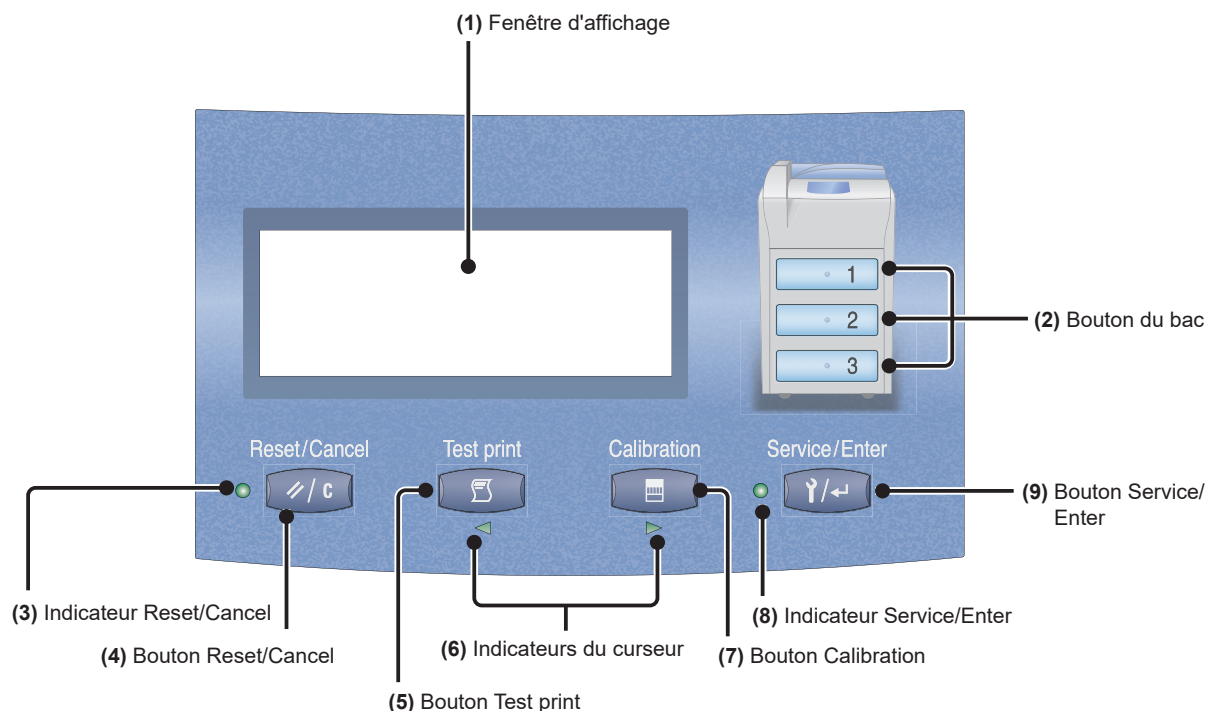 (1) Fenêtre d'affichage
1
2
3
(2) Bouton du bac
Reset/Cancel
Test print
Calibration
Service/Enter
/ C
/
(9) Bouton Service/
Enter
(3) Indicateur Reset/Cancel
(8) Indicateur Service/Enter
(4) Bouton Reset/Cancel
(6) Indicateurs du curseur
(7) Bouton Calibration
(5) Bouton Test print